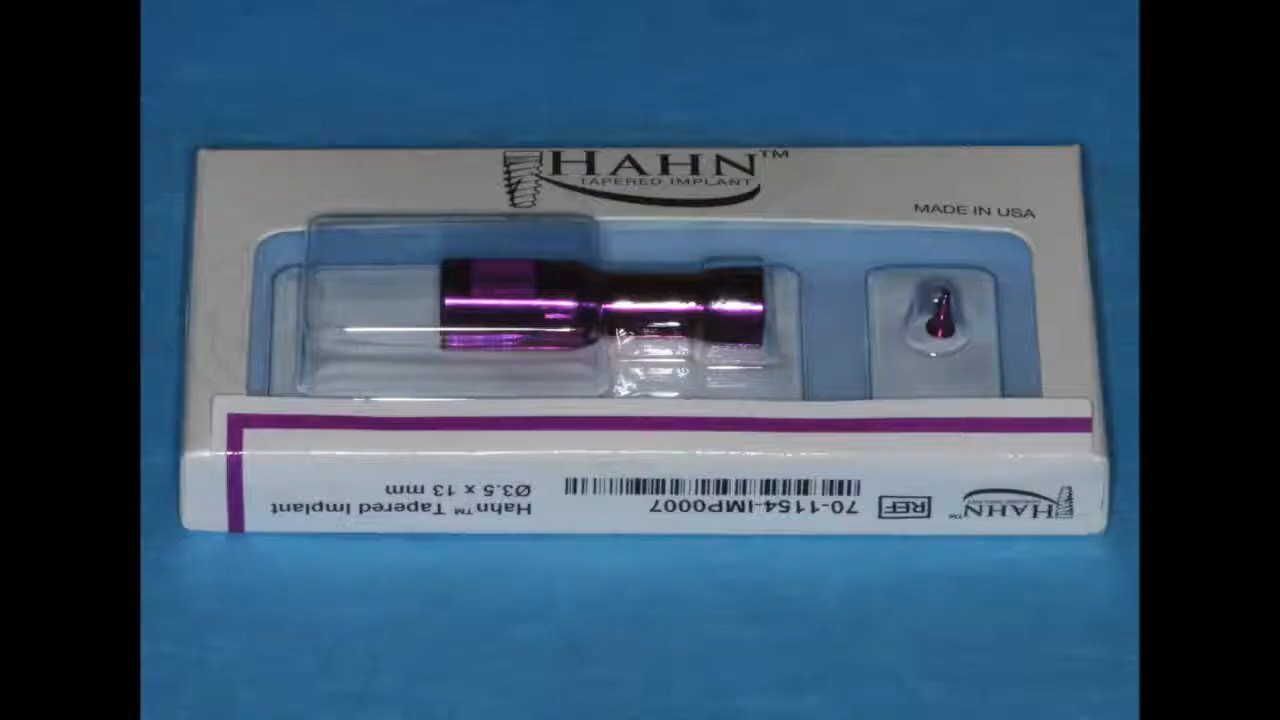 HAHN™
TAPERED IMPLANT
MADE IN USA
Hahn™ Tapered Implant
Ø3.5 x 13 mm
REF
70-1154-IMP0007
HAHN™